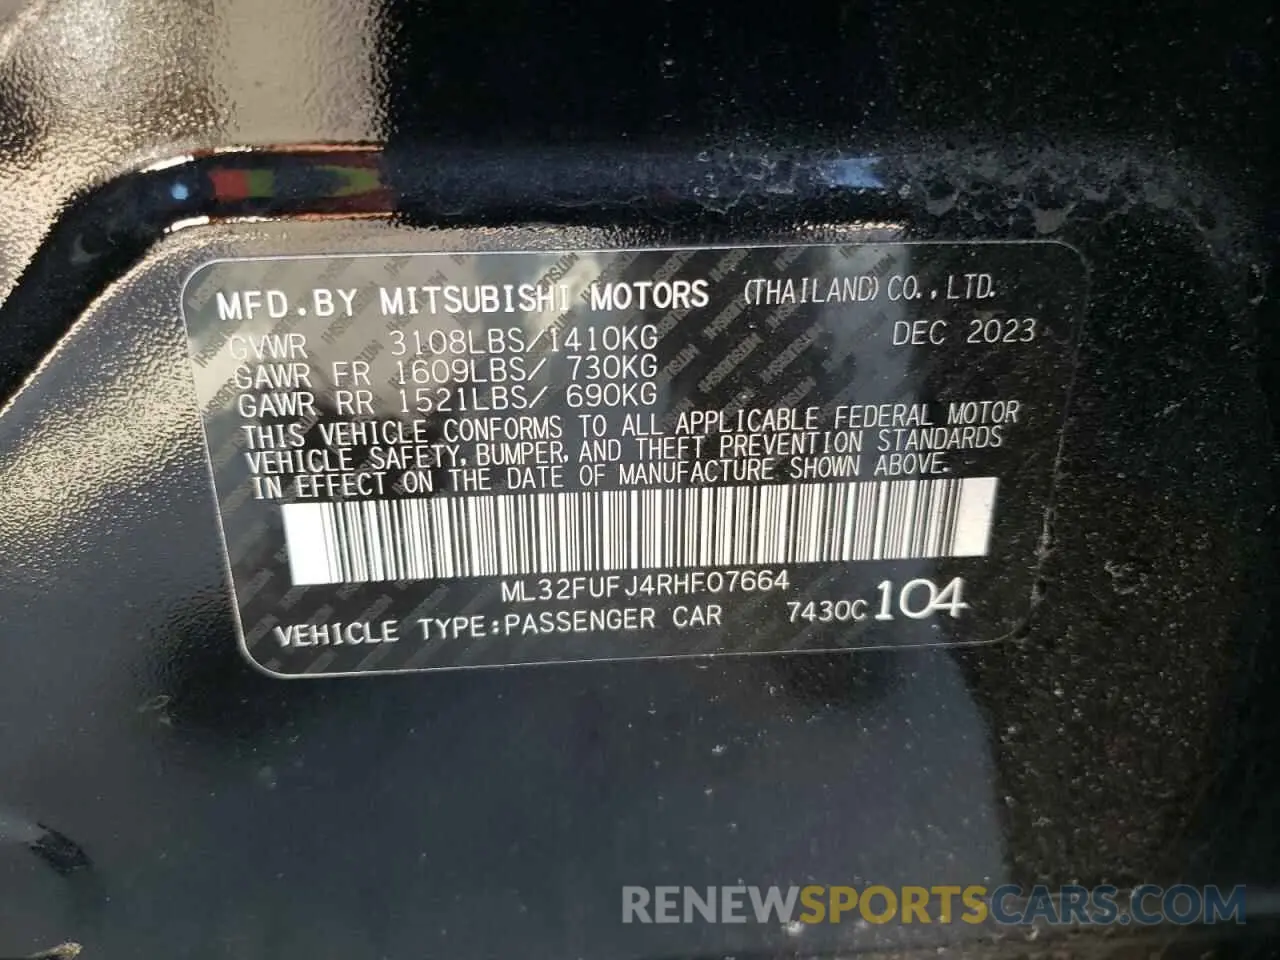 MFD.BY MITSUBISHI MOTORS (THAILAND) CO., LTD.
GVWR 3108LBS/1410KG DEC 2023
GAWR FR 1609LBS/ 730KG
GAWR RR 1521LBS/ 690KG
THIS VEHICLE CONFORMS TO ALL APPLICABLE FEDERAL MOTOR
VEHICLE SAFETY, BUMPER, AND THEFT PREVENTION STANDARDS
IN EFFECT ON THE DATE OF MANUFACTURE SHOWN ABOVE.
ML32FUFJ4RHF07664
VEHICLE TYPE:PASSENGER CAR 7430C 104
RENEWSPORTSCARS.COM